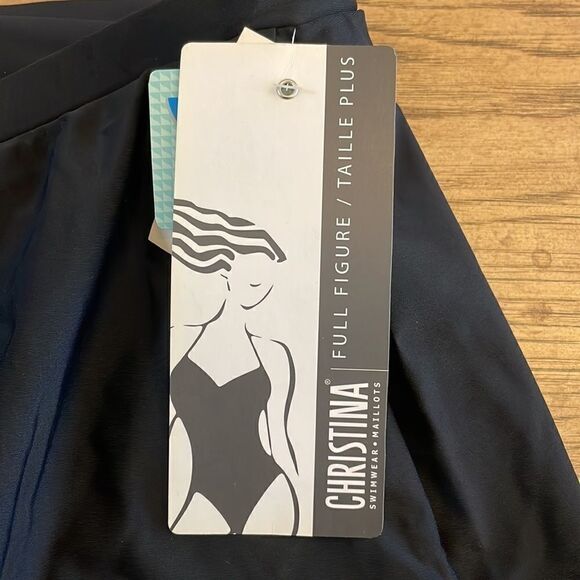 FULL FIGURE / TAILLE PLUS
CHRISTINA®
SWIMWEAR • MAILLOTS